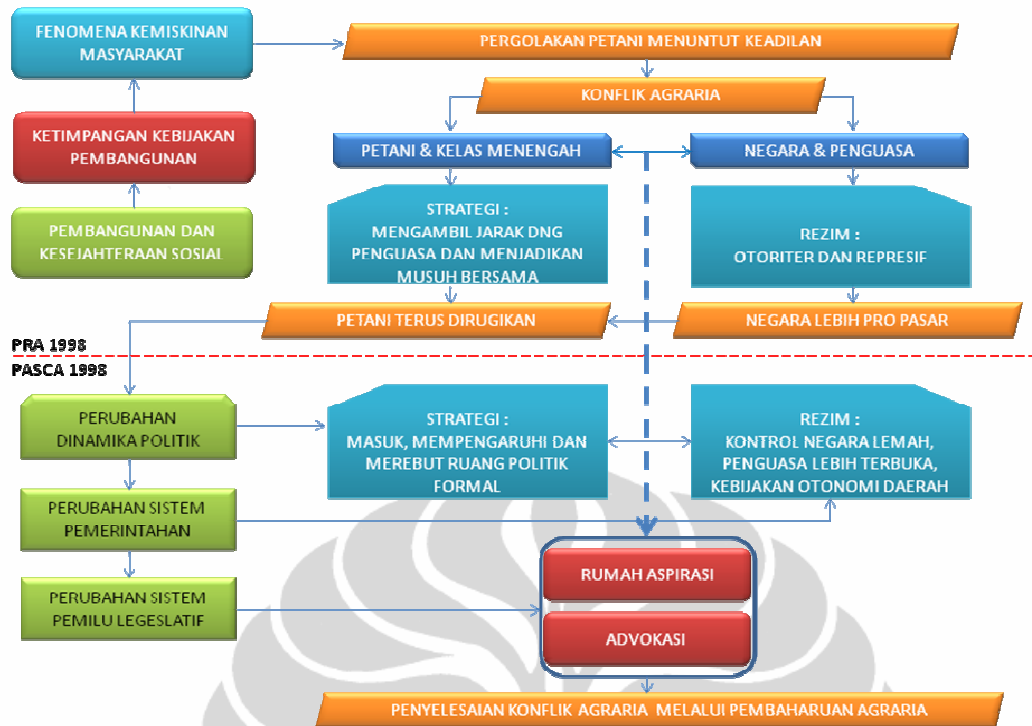 FENOMENA KEMISKINAN
MASYARAKAT
PERGOLAKAN PETANI MENUNTUT KEADILAN
KONFLIK AGRARIA
KETIMPANGAN KEBIJAKAN
PEMBANGUNAN
PETANI & KELAS MENENGAH
NEGARA & PENGUASA
PEMBANGUNAN DAN
KESEJAHTERAAN SOSIAL
STRATEGI :
MENGAMBIL JARAK DNG
PENGUASA DAN MENJADIKAN
MUSUH BERSAMA
REZIM :
OTORITER DAN REPRESIF
PETANI TERUS DIRUGIKAN
NEGARA LEBIH PRO PASAR
PRA 1998
PASCA 1998
PERUBAHAN
DINAMIKA POLITIK
STRATEGI :
MASUK, MEMPENGARUHI DAN
MEREBUT RUANG POLITIK
FORMAL
REZIM :
KONTROL NEGARA LEMAH,
PENGUASA LEBIH TERBUKA,
KEBIJAKAN OTONOMI DAERAH
PERUBAHAN SISTEM
PEMERINTAHAN
RUMAH ASPIRASI
PERUBAHAN SISTEM
PEMILU LEGESLATIF
ADVOKASI
PENYELESAIAN KONFLIK AGRARIA MELALUI PEMBAHARUAN AGRARIA